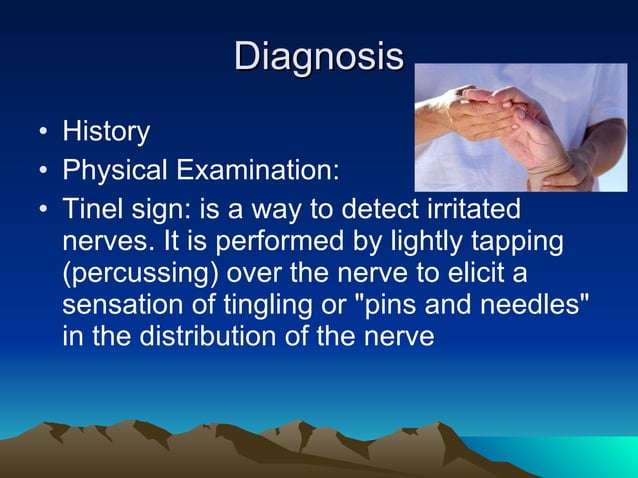 Diagnosis
• History
• Physical Examination:
• Tinel sign: is a way to detect irritated
nerves. It is performed by lightly tapping
(percussing) over the nerve to elicit a
sensation of tingling or "pins and needles"
in the distribution of the nerve